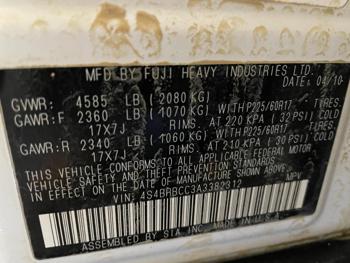 MFD. BY FUJI HEAVY INDUSTRIES LTD.
DATE: 04/10
GVWR: 4585 LB (2080 KG)
GAWR:F 2360 LB (1070 KG) WITH P225/60R17 TIRES.
17X7J RIMS. AT 220 KPA (32 PSI)
GAWR:R 2340 LB (1060 KG) WITH P225/60R17 TIRES.
17X7J RIMS. AT 210 KPA (30 PSI)
VEHICLE CONFORMS TO ALL APPLICABLE FEDERAL MOTOR
VEHICLE SAFETY AND THEFT PREVENTION STANDARDS
IN EFFECT ON THE DATE OF MANUFACTURE SHOWN ABOVE.
VIN: MPV
ASSEMBLED BY SIA, INC. MADE IN U.S.A.